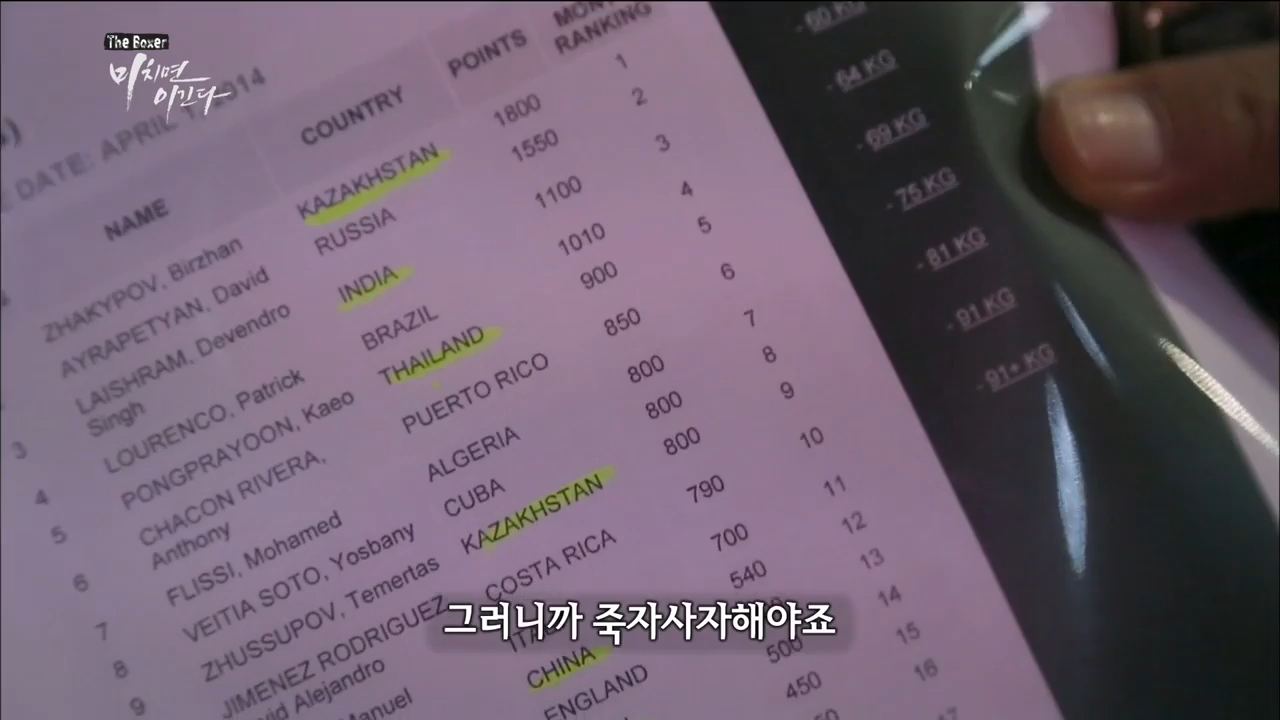 The Boxer
미치면
이긴다
DATE: APRIL 1, 2014
NAME COUNTRY POINTS RANKING
ZHAKYPOV, Birzhan KAZAKHSTAN 1800 1
AYRAPETYAN, David RUSSIA 1550 2
LAISHRAM, Devendro INDIA 1100 3
Singh
3 LOURENCO, Patrick BRAZIL 1010 4
4 PONGPRAYOON, Kaeo THAILAND 900 5
5 CHACON RIVERA, PUERTO RICO 850 6
Anthony
6 FLISSI, Mohamed ALGERIA 800 7
7 VEITIA SOTO, Yosbany CUBA 800 8
8 ZHUSSUPOV, Temertas KAZAKHSTAN 800 9
9 JIMENEZ RODRIGUEZ COSTA RICA 790 10
Alejandro
Manuel
700 11
540 12
13
CHINA 500 14
ENGLAND 450 15
16
- 60 KG
- 64 KG
- 69 KG
- 75 KG
- 81 KG
- 91 KG
- 91+ KG
그러니까 죽자사자해야죠